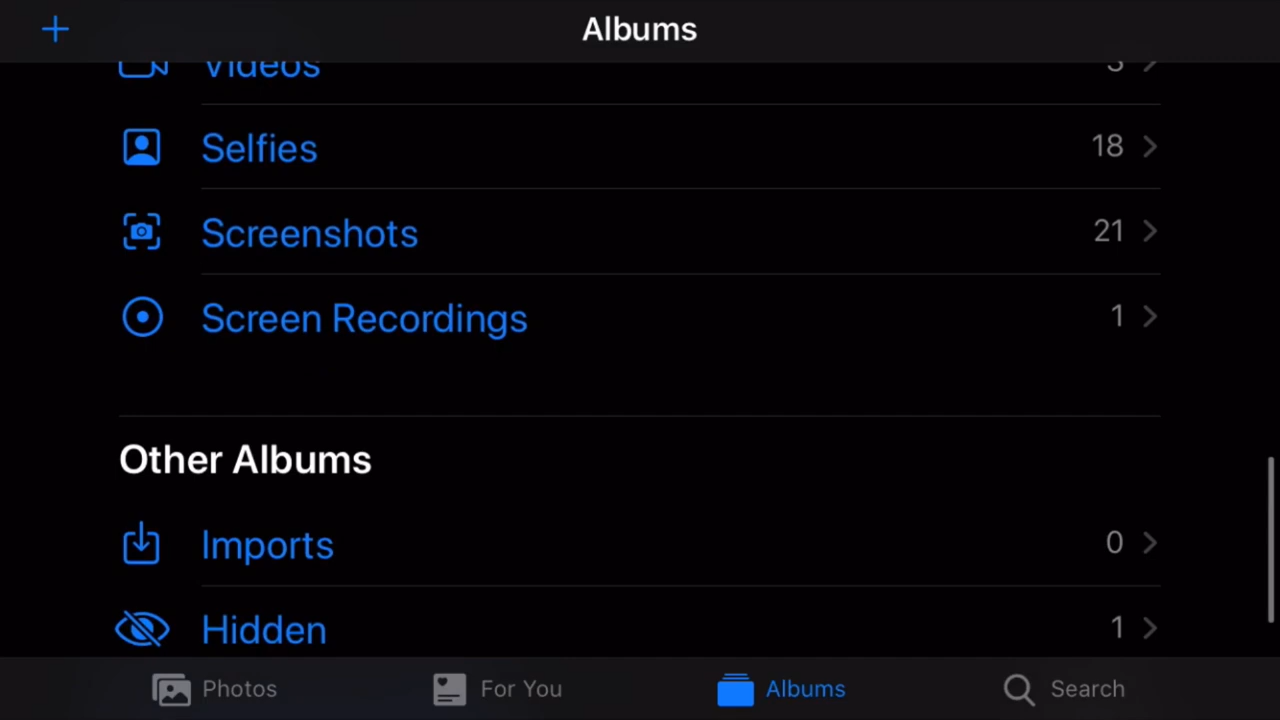 Albums
Videos
Selfies 18
Screenshots 21
Screen Recordings 1
Other Albums
Imports 0
Hidden 1
Photos For You Albums Search